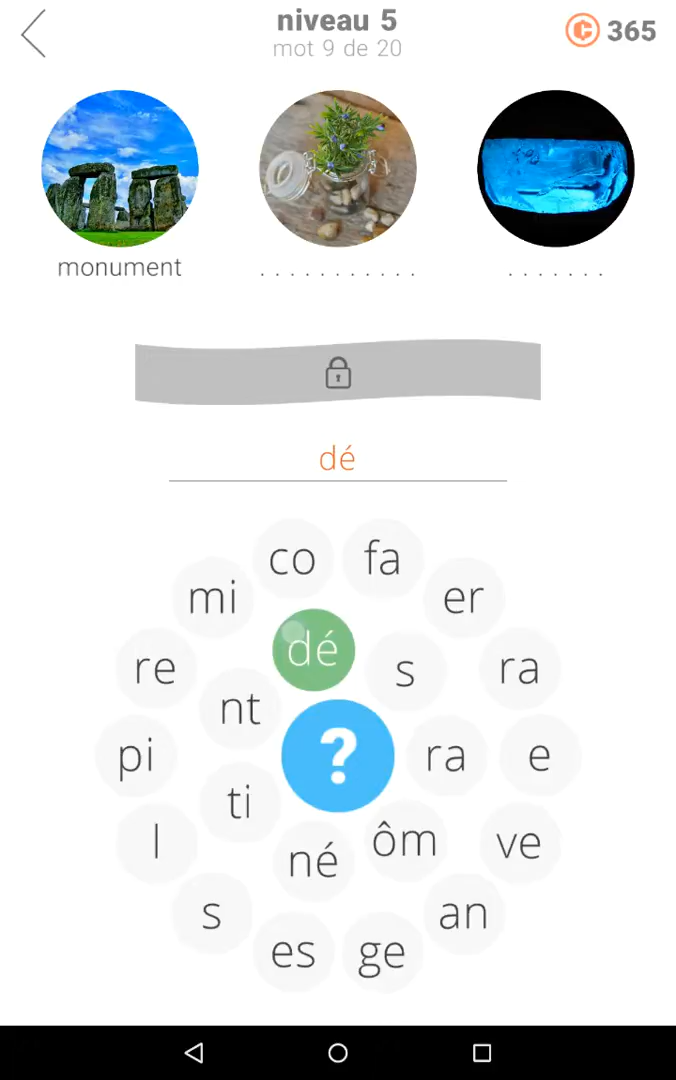 niveau 5
mot 9 de 20
365
monument
. . . . . . . . . . .
. . . . . . .
dé
co
fa
mi
er
dé
s
re
ra
nt
pi
?
ra
e
ti
l
né
ôm
ve
s
an
es
ge